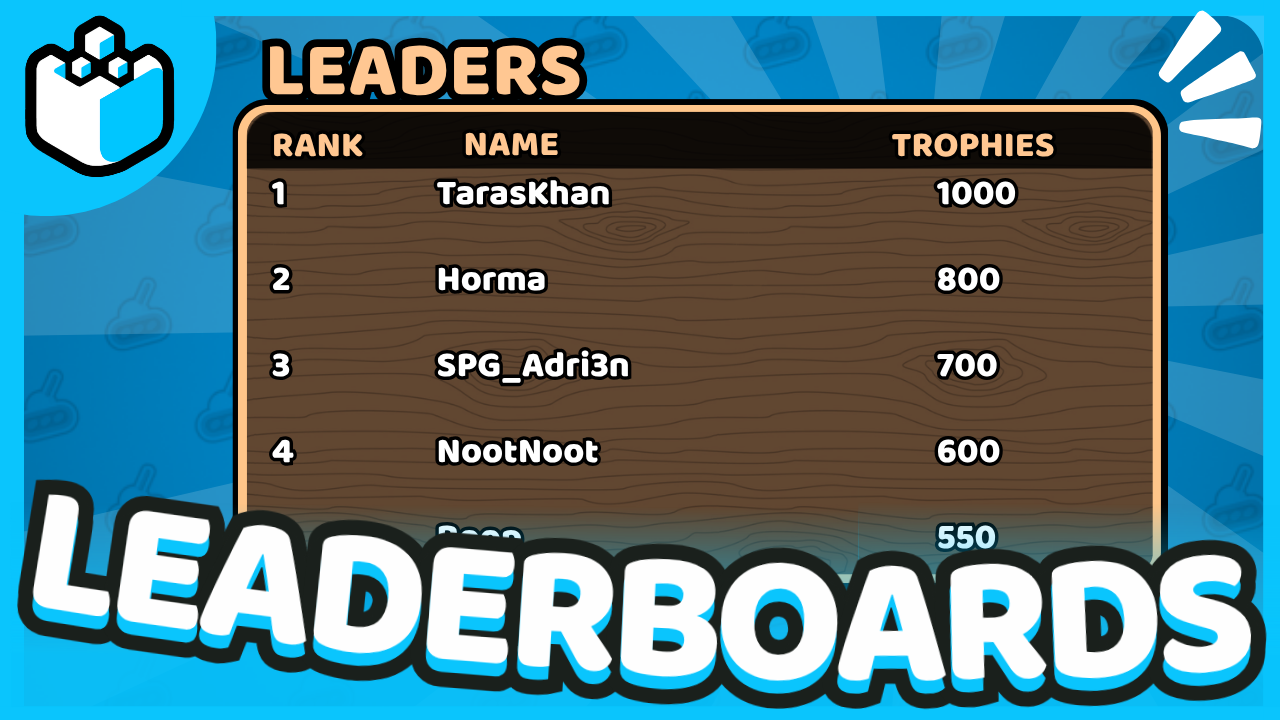 LEADERS
RANK NAME TROPHIES
1 TarasKhan 1000
2 Horma 800
3 SPG_Adri3n 700
4 NootNoot 600
550
LEADERBOARDS